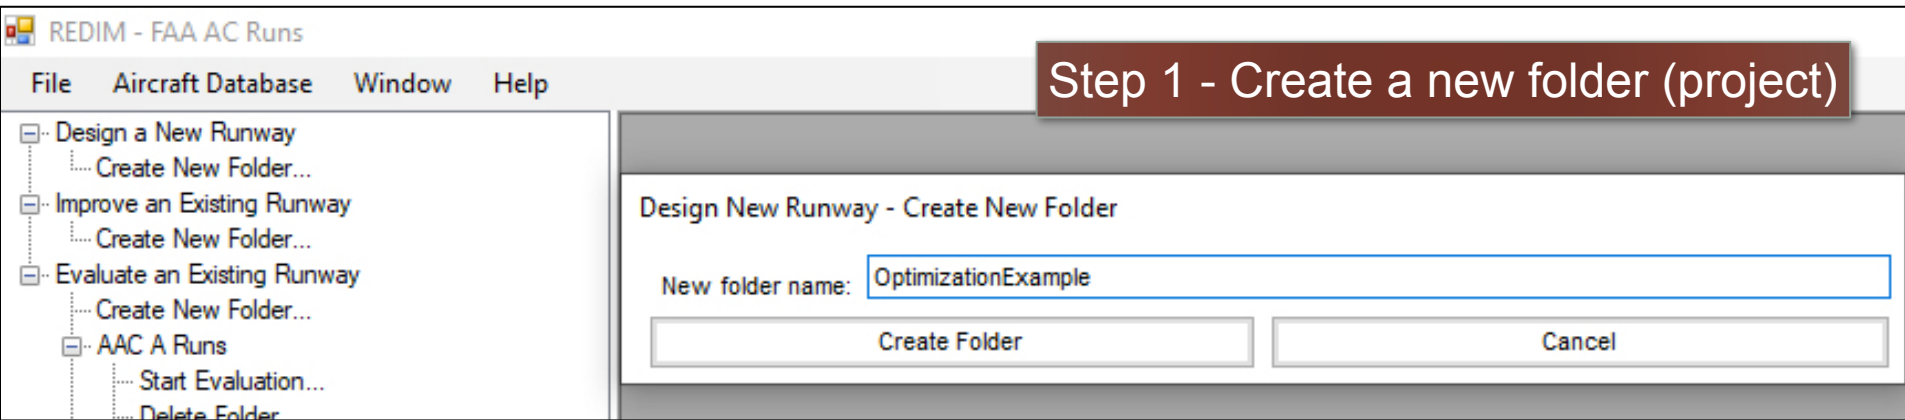 REDIM - FAA AC Runs
Step 1 - Create a new folder (project)
File Aircraft Database Window Help
Design a New Runway
Create New Folder...
Improve an Existing Runway
Create New Folder...
Evaluate an Existing Runway
Create New Folder...
AAC A Runs
Start Evaluation...
Delete Folder
Design New Runway - Create New Folder
New folder name: OptimizationExample
Create Folder Cancel